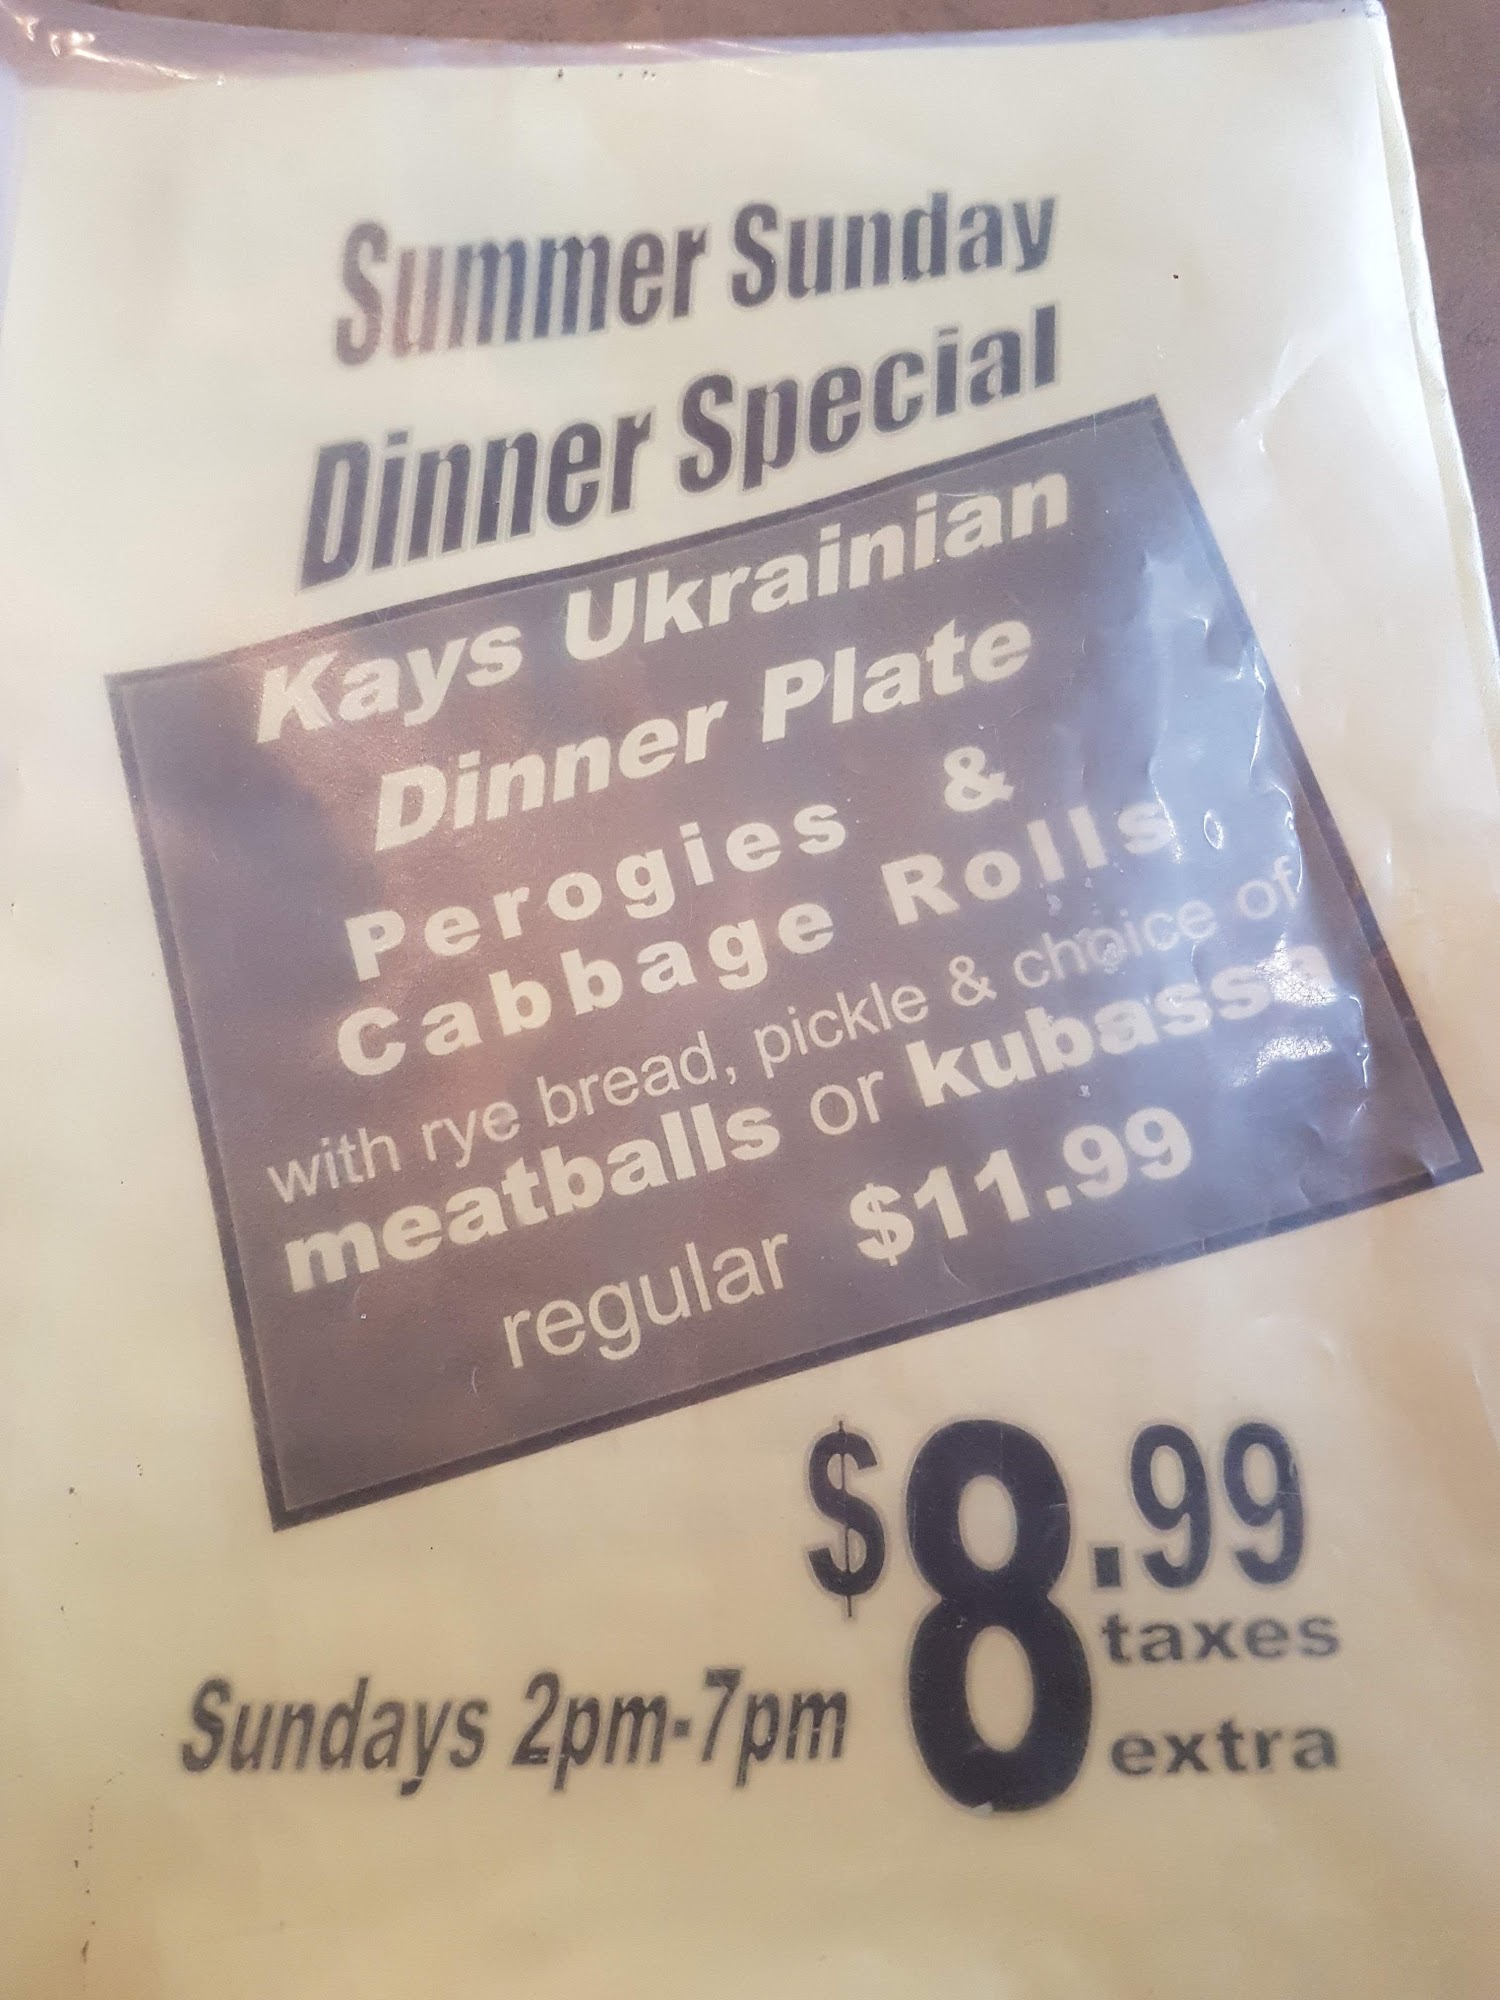 Summer Sunday
Dinner Special
Kays Ukrainian
Dinner Plate
Perogies &
Cabbage Rolls
with rye bread, pickle & choice of
meatballs or kubassa
regular $11.99
$8.99
taxes
extra
Sundays 2pm-7pm